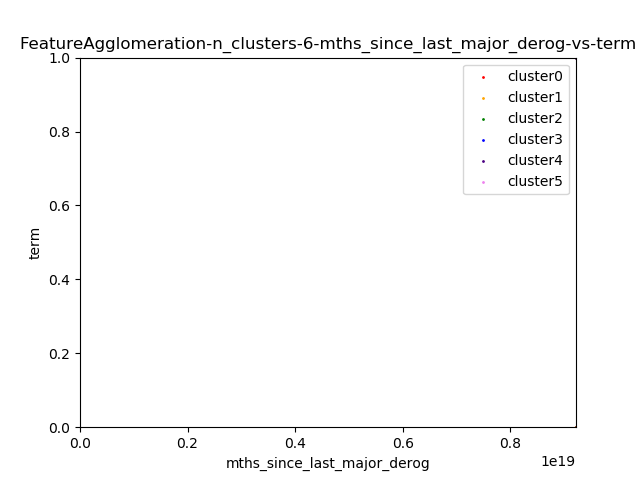 FeatureAgglomeration-n_clusters-6-mths_since_last_major_derog-vs-term
1.0
0.8
0.6
0.4
0.2
0.0
term
cluster0
cluster1
cluster2
cluster3
cluster4
cluster5
0.0 0.2 0.4 0.6 0.8
1e19
mths_since_last_major_derog